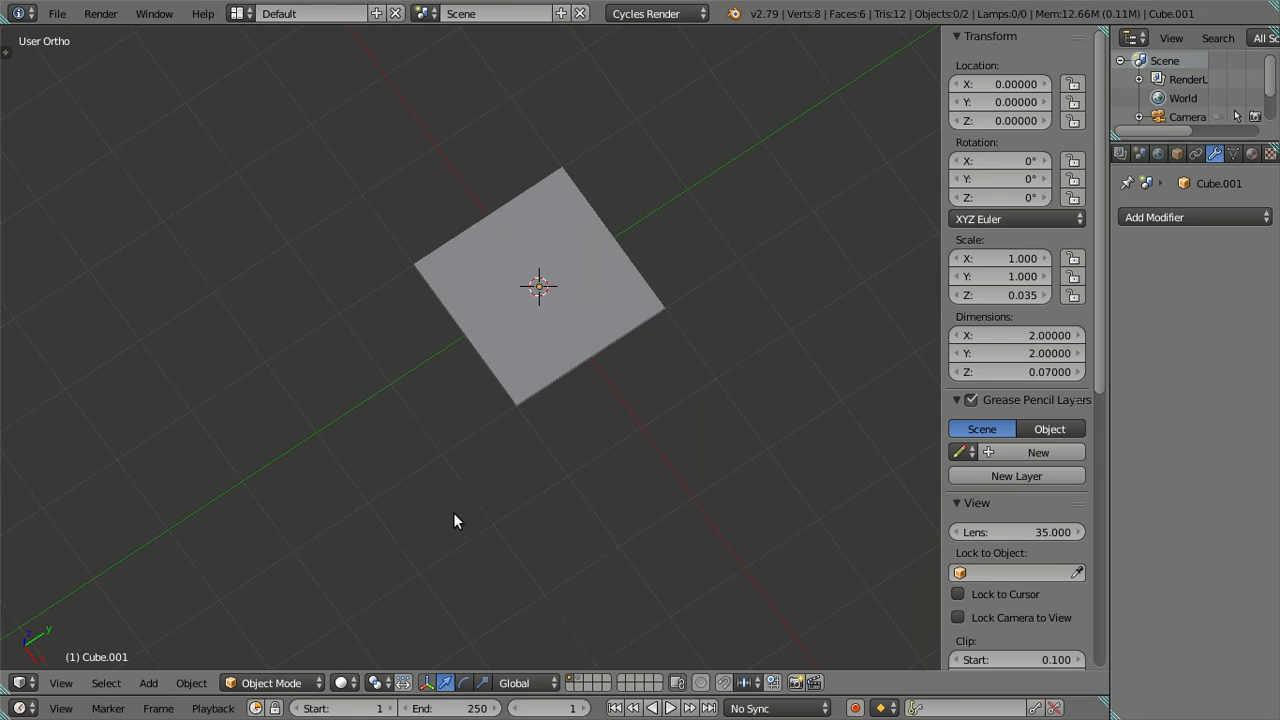 File Render Window Help Default Scene Cycles Render v2.79 | Verts:8 | Faces:6 | Tris:12 | Objects:0/2 | Lamps:0/0 | Mem:12.66M (0.11M) | Cube.001
User Ortho
Transform
Location:
X: 0.00000
Y: 0.00000
Z: 0.00000
Rotation:
X: 0°
Y: 0°
Z: 0°
XYZ Euler
Scale:
X: 1.000
Y: 1.000
Z: 0.035
Dimensions:
X: 2.00000
Y: 2.00000
Z: 0.07000
Grease Pencil Layers
Scene Object
New
New Layer
View
Lens: 35.000
Lock to Object:
Lock to Cursor
Lock Camera to View
Clip:
Start: 0.100
View Search All Sc
Scene
RenderL
World
Camera
Cube.001
Add Modifier
z y x
(1) Cube.001
View Select Add Object Object Mode Global
View Marker Frame Playback Start: 1 End: 250 1 No Sync